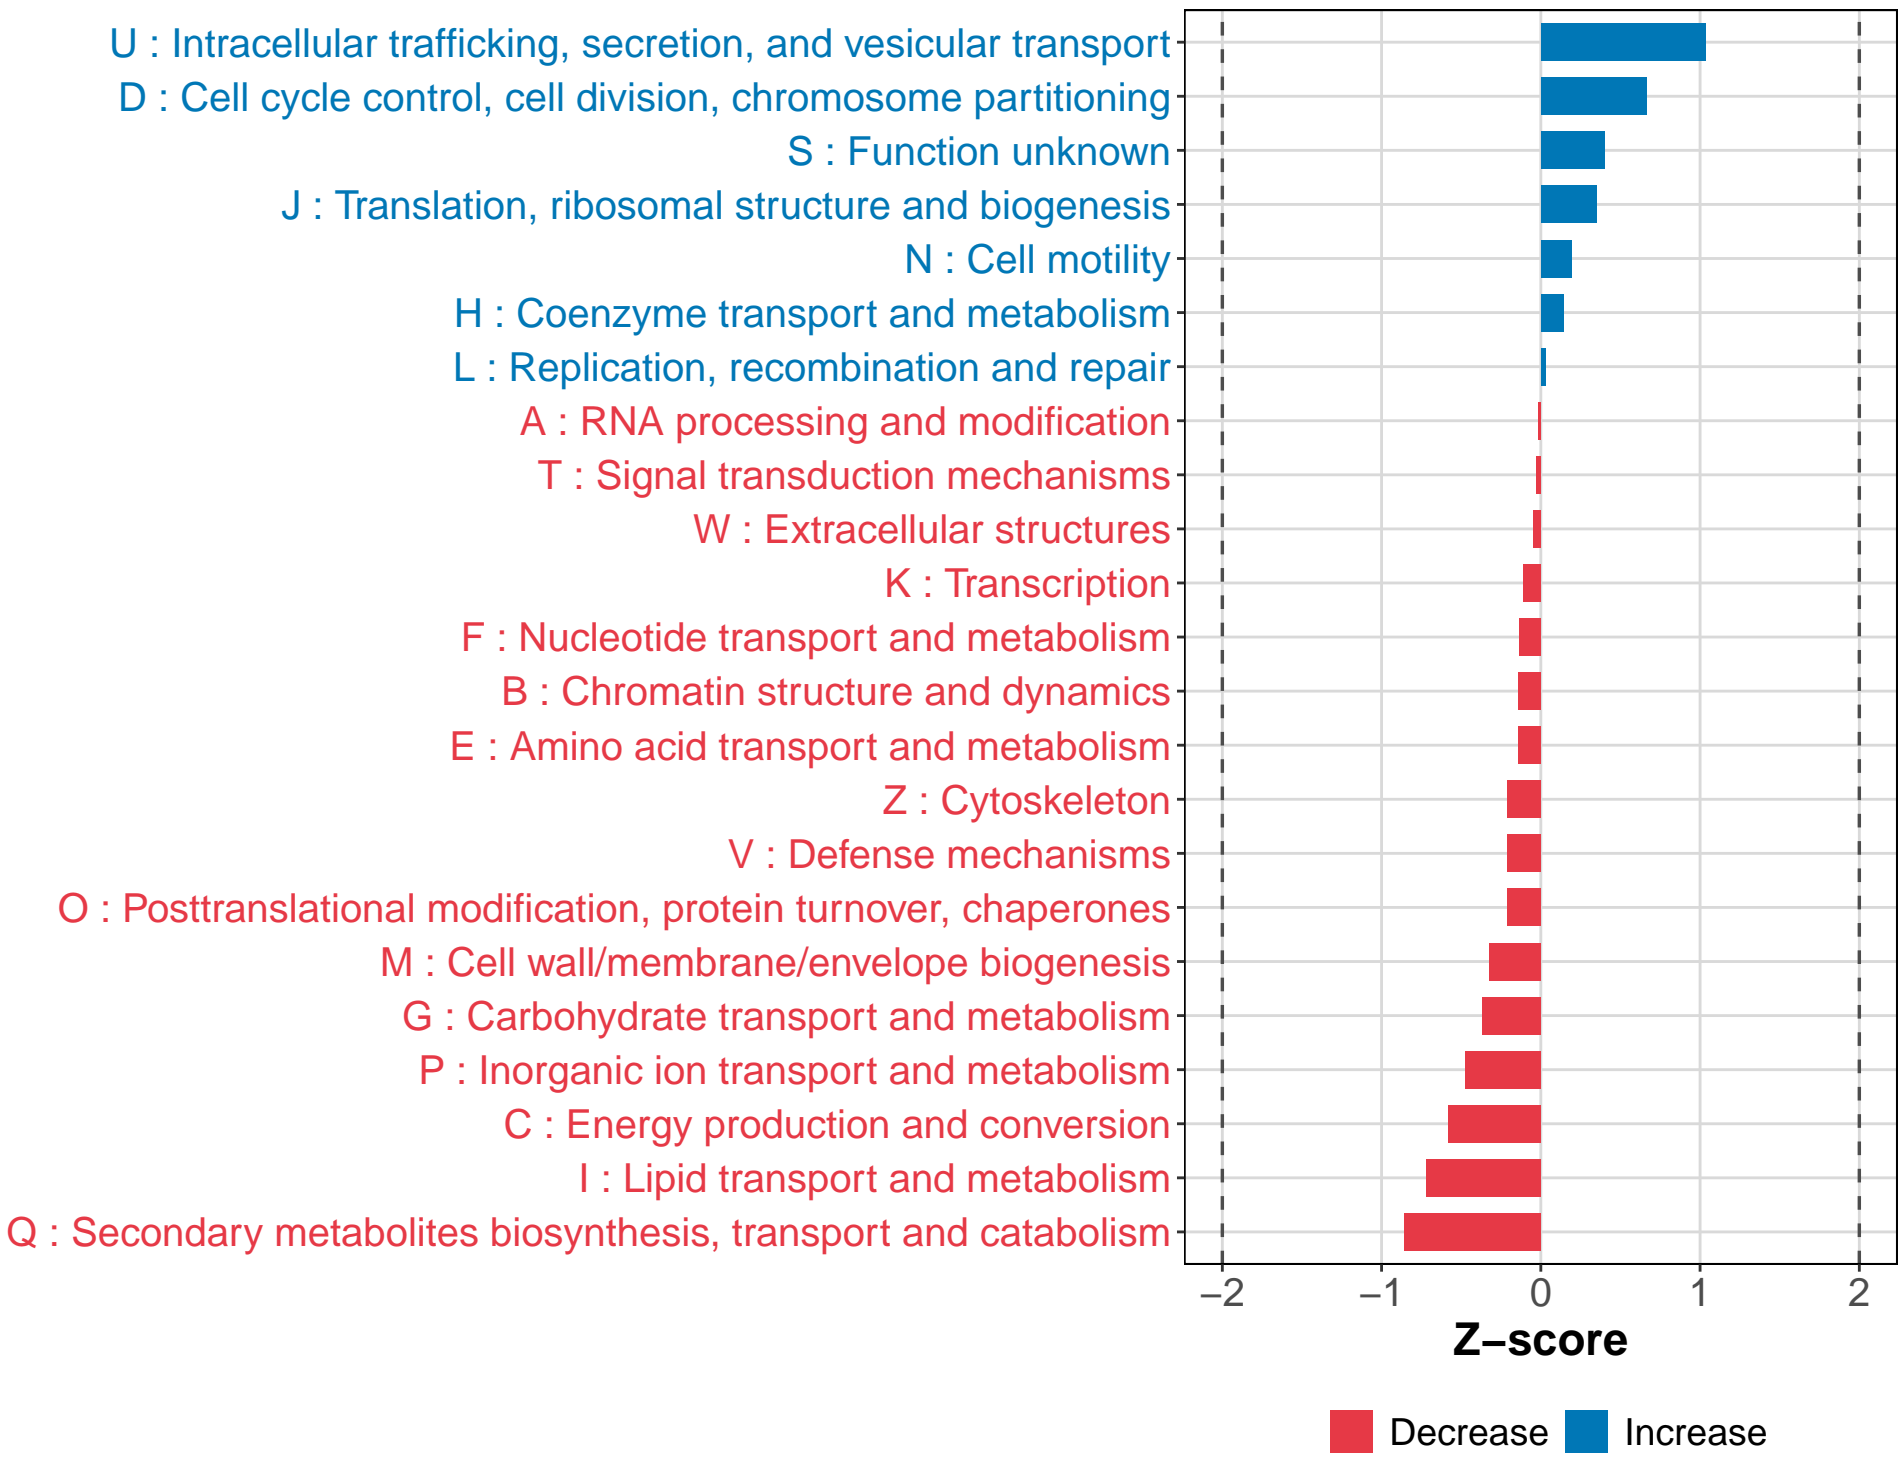 U : Intracellular trafficking, secretion, and vesicular transport
D : Cell cycle control, cell division, chromosome partitioning
S : Function unknown
J : Translation, ribosomal structure and biogenesis
N : Cell motility
H : Coenzyme transport and metabolism
L : Replication, recombination and repair
A : RNA processing and modification
T : Signal transduction mechanisms
W : Extracellular structures
K : Transcription
F : Nucleotide transport and metabolism
B : Chromatin structure and dynamics
E : Amino acid transport and metabolism
Z : Cytoskeleton
V : Defense mechanisms
O : Posttranslational modification, protein turnover, chaperones
M : Cell wall/membrane/envelope biogenesis
G : Carbohydrate transport and metabolism
P : Inorganic ion transport and metabolism
C : Energy production and conversion
I : Lipid transport and metabolism
Q : Secondary metabolites biosynthesis, transport and catabolism
−2 −1 0 1 2
Z−score
Decrease Increase